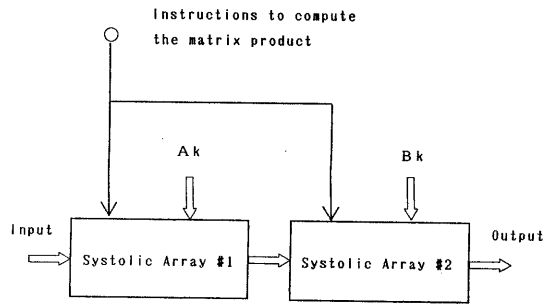 Instructions to compute
the matrix product
Ak
Bk
Input
Output
Systolic Array #1
Systolic Array #2